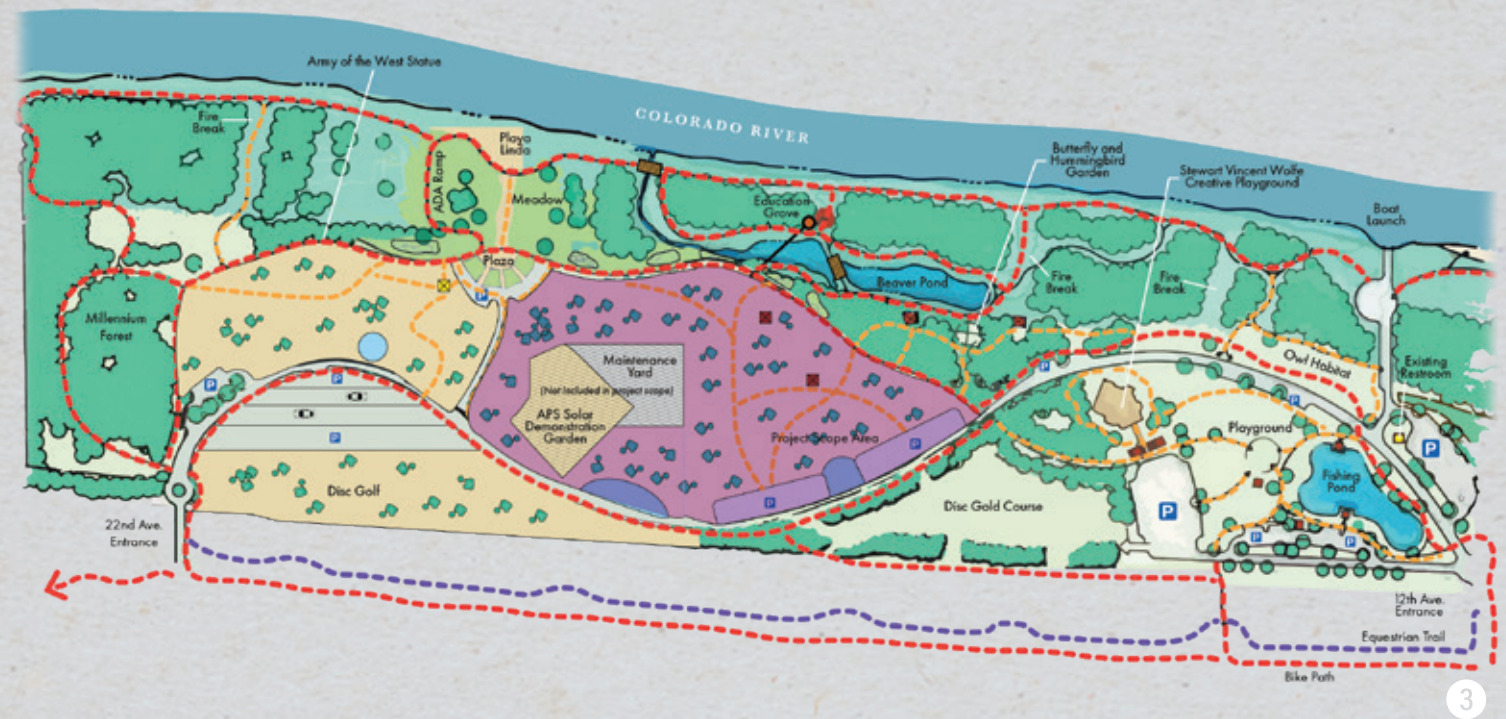 Army of the West Statue
COLORADO RIVER
Fire
Break
Playa
Linda
ADA Ramp
Meadow
Education
Grove
Butterfly and
Hummingbird
Garden
Stewart Vincent Wolfe
Creative Playground
Boat
Launch
Plaza
P
Beaver Pond
Fire
Break
Fire
Break
Millennium
Forest
Maintenance
Yard
(Not included in project scope)
APS Solar
Demonstration
Garden
Owl Habitat
Existing
Restroom
P
P
P
P
P
P
Project Scope Area
P
P
Playground
Fishing
Pond
Disc Golf
Disc Gold Course
P
P
P
22nd Ave.
Entrance
12th Ave.
Entrance
Equestrian Trail
Bike Path
3